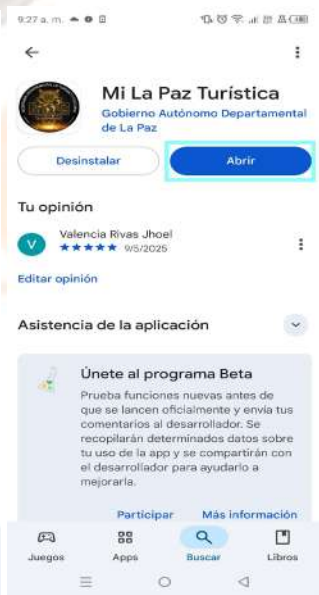 9:27 a. m.
Mi La Paz Turística
Gobierno Autónomo Departamental
de La Paz
Desinstalar
Abrir
Tu opinión
V
Valencia Rivas Jhoel
★★★★★ 9/5/2025
Editar opinión
Asistencia de la aplicación
Únete al programa Beta
Prueba funciones nuevas antes de
que se lancen oficialmente y envía tus
comentarios al desarrollador. Se
recopilarán determinados datos sobre
tu uso de la app y se compartirán con
el desarrollador para ayudarlo a
mejorarla.
Participar
Más información
Juegos
Apps
Buscar
Libros